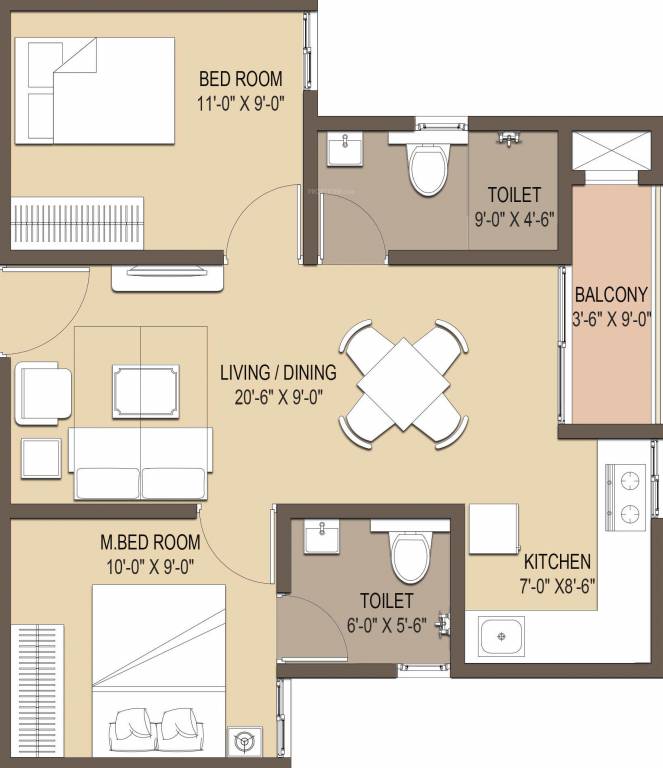 BED ROOM
11'-0" X 9'-0"
TOILET
9'-0" X 4'-6"
BALCONY
3'-6" X 9'-0"
LIVING / DINING
20'-6" X 9'-0"
M.BED ROOM
10'-0" X 9'-0"
KITCHEN
7'-0" X8'-6"
TOILET
6'-0" X 5'-6"